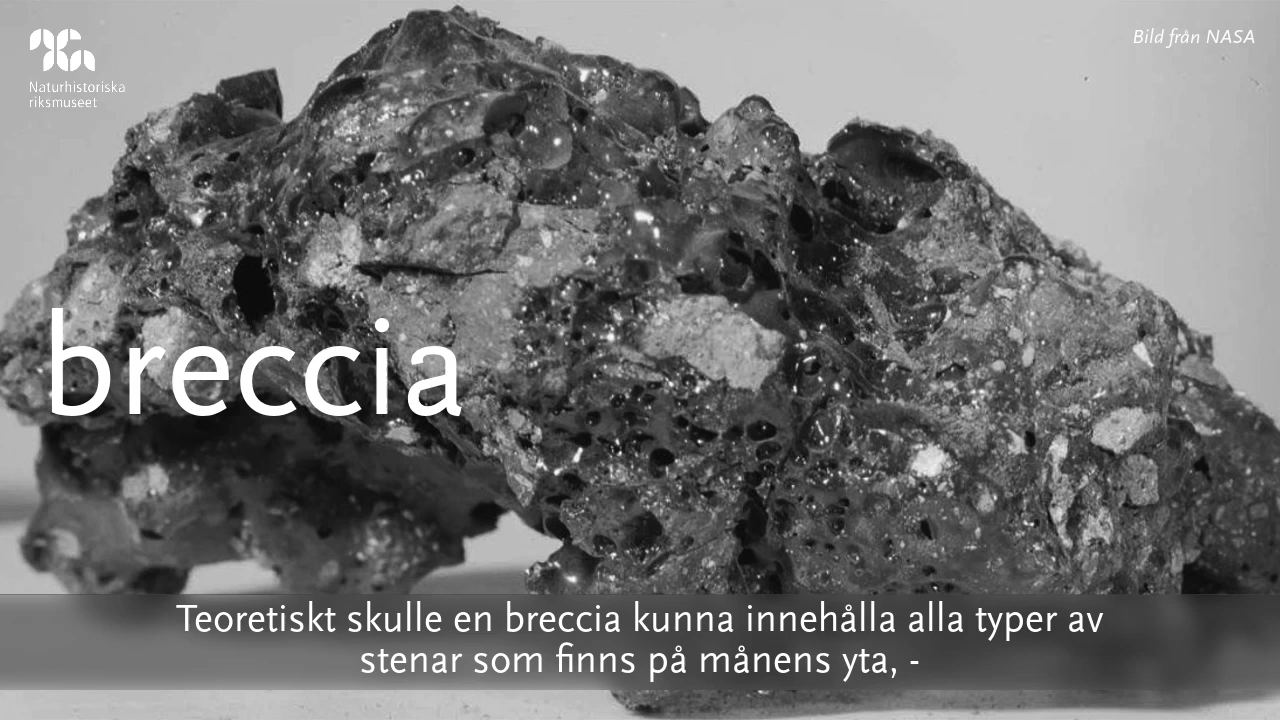 Naturhistoriska
riksmuseet
Bild från NASA
breccia
Teoretiskt skulle en breccia kunna innehålla alla typer av
stenar som finns på månens yta, -